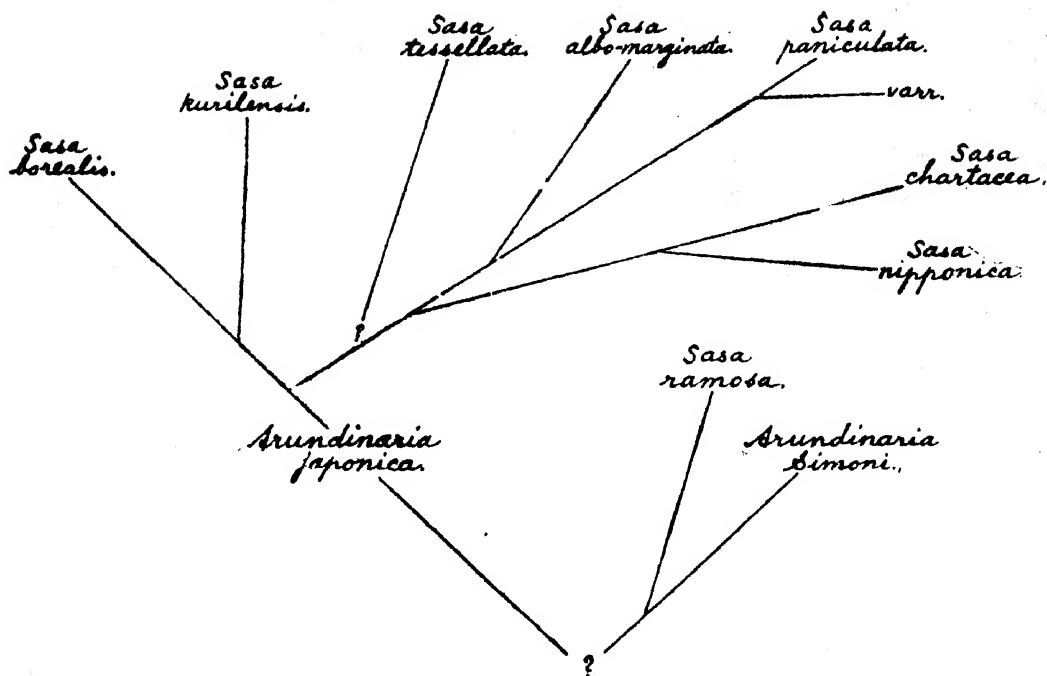 Sasa
tessellata.
Sasa
albo-marginata.
Sasa
paniculata.
varr.
Sasa
kurilensis.
Sasa
borealis.
Sasa
chartacea.
Sasa
nipponica.
?
Sasa
ramosa.
Arundinaria
japonica.
Arundinaria
Simoni.
?